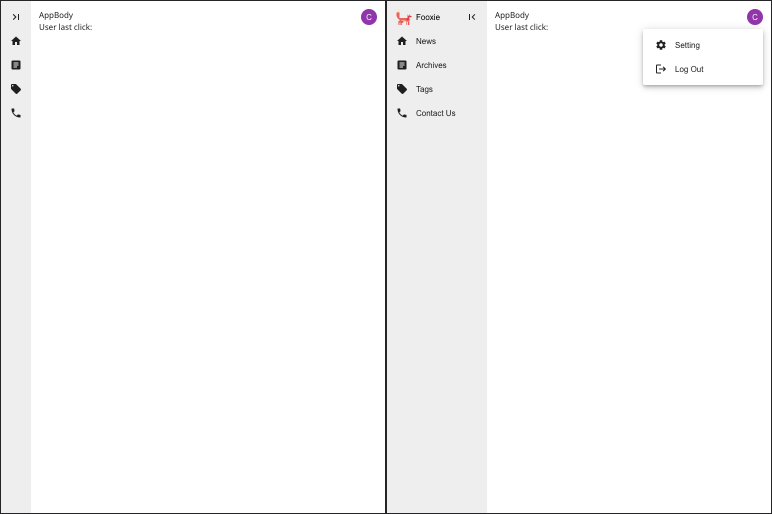 AppBody
User last click:
C
Fooxie
News
Archives
Tags
Contact Us
AppBody
User last click:
C
Setting
Log Out